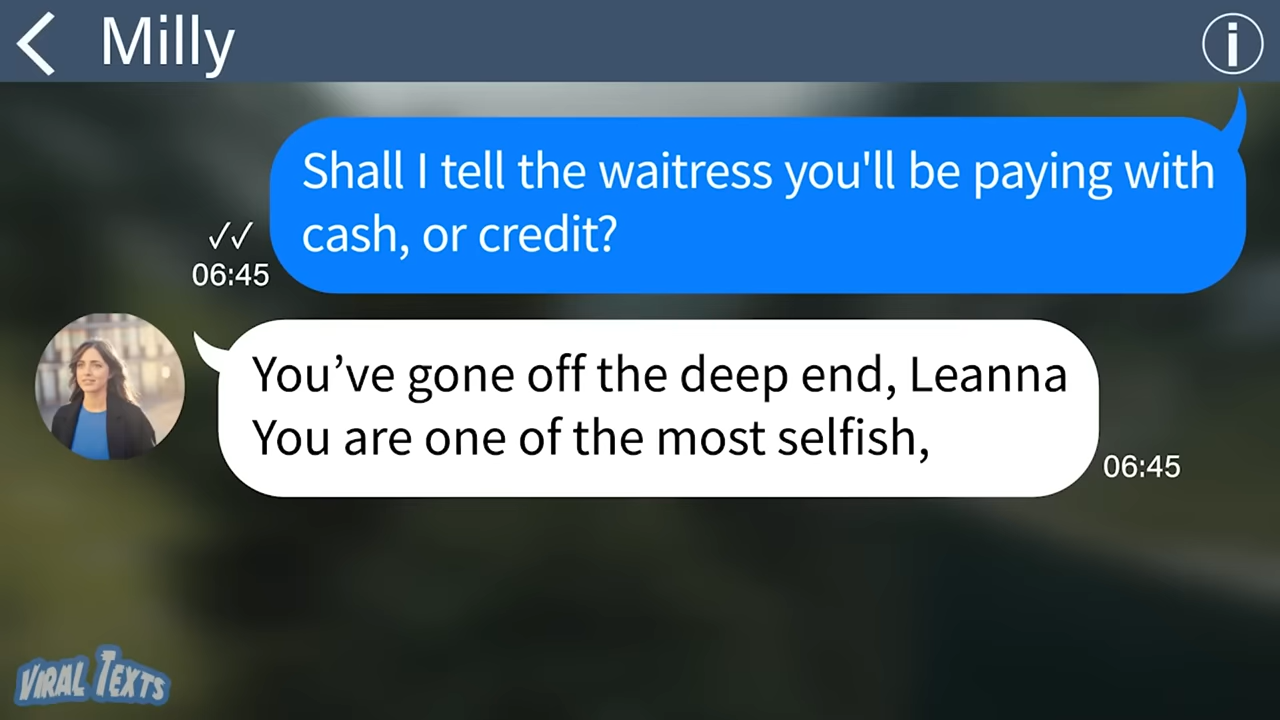 Milly
Shall I tell the waitress you'll be paying with
cash, or credit?
06:45
You’ve gone off the deep end, Leanna
You are one of the most selfish,
06:45
VIRAL TEXTS